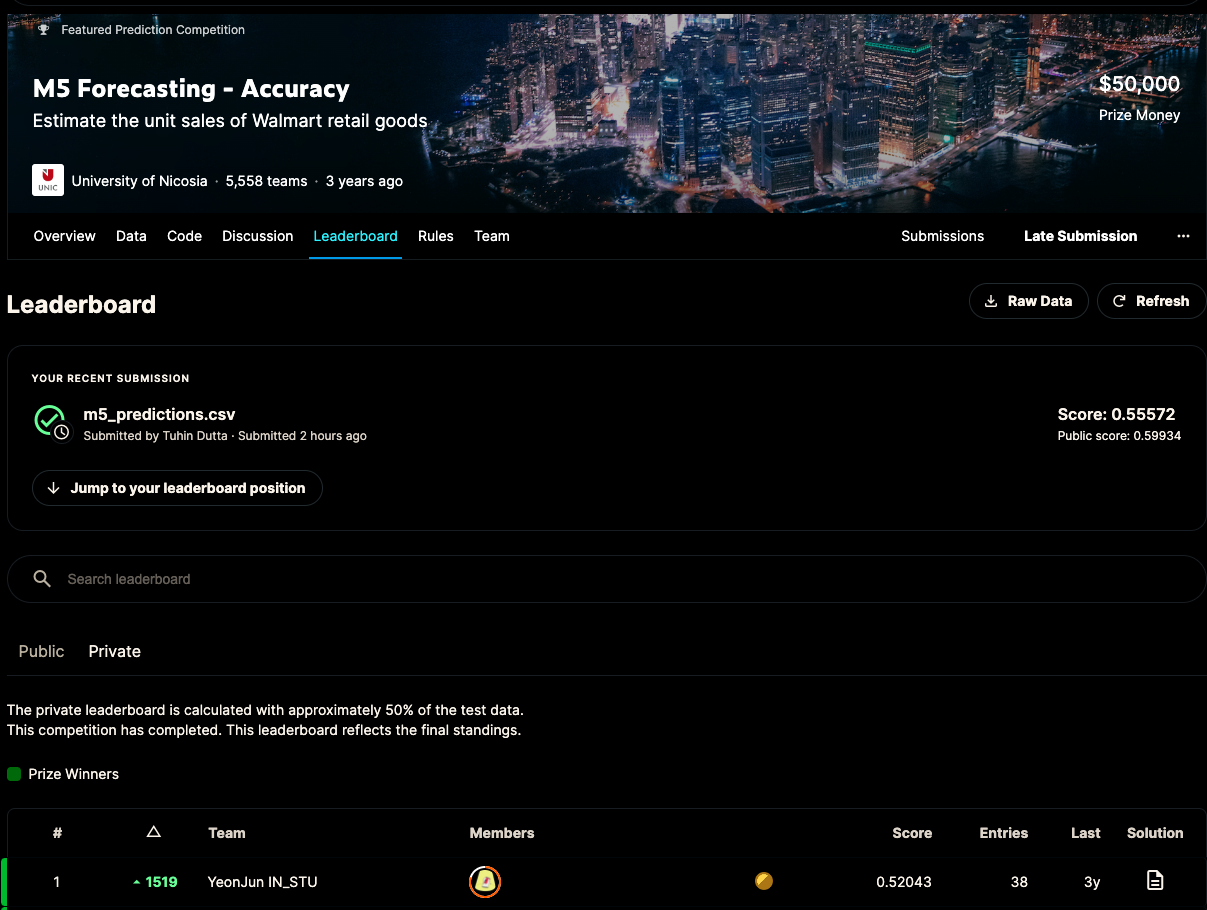 Featured Prediction Competition
M5 Forecasting - Accuracy
$50,000
Estimate the unit sales of Walmart retail goods
Prize Money
UNIC
University of Nicosia · 5,558 teams · 3 years ago
Overview Data Code Discussion Leaderboard Rules Team Submissions Late Submission ...
Leaderboard
Raw Data Refresh
YOUR RECENT SUBMISSION
m5_predictions.csv Score: 0.55572
Submitted by Tuhin Dutta · Submitted 2 hours ago Public score: 0.59934
Jump to your leaderboard position
Search leaderboard
Public Private
The private leaderboard is calculated with approximately 50% of the test data.
This competition has completed. This leaderboard reflects the final standings.
Prize Winners
# △ Team Members Score Entries Last Solution
1 1519 YeonJun IN_STU 0.52043 38 3y